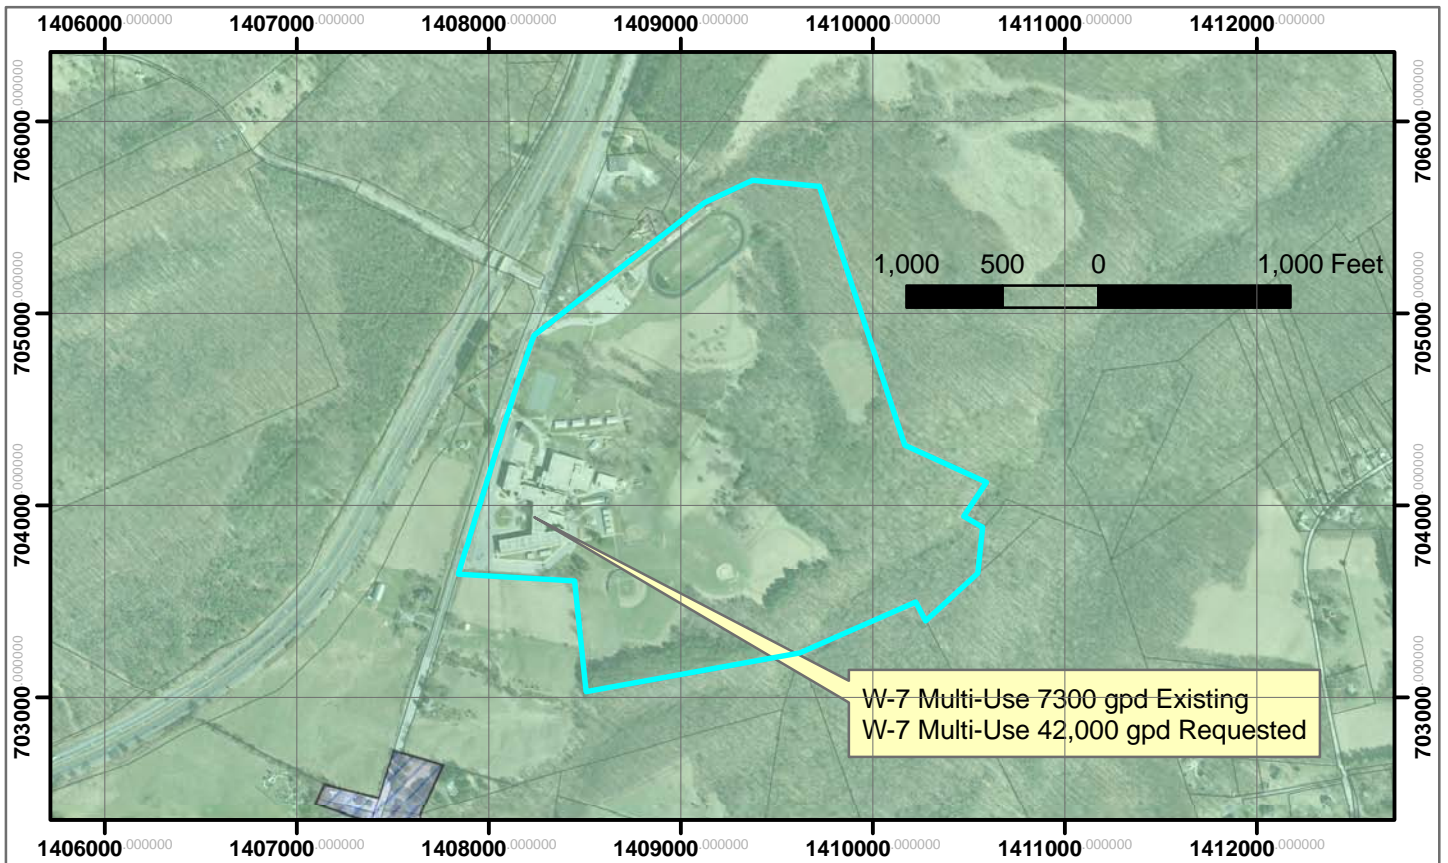 1406000.000000 1407000.000000 1408000.000000 1409000.000000 1410000.000000 1411000.000000 1412000.000000
706000.000000 706000.000000
1,000 500 0 1,000 Feet
705000.000000 705000.000000
704000.000000 704000.000000
W-7 Multi-Use 7300 gpd Existing
W-7 Multi-Use 42,000 gpd Requested
703000.000000 703000.000000
1406000.000000 1407000.000000 1408000.000000 1409000.000000 1410000.000000 1411000.000000 1412000.000000